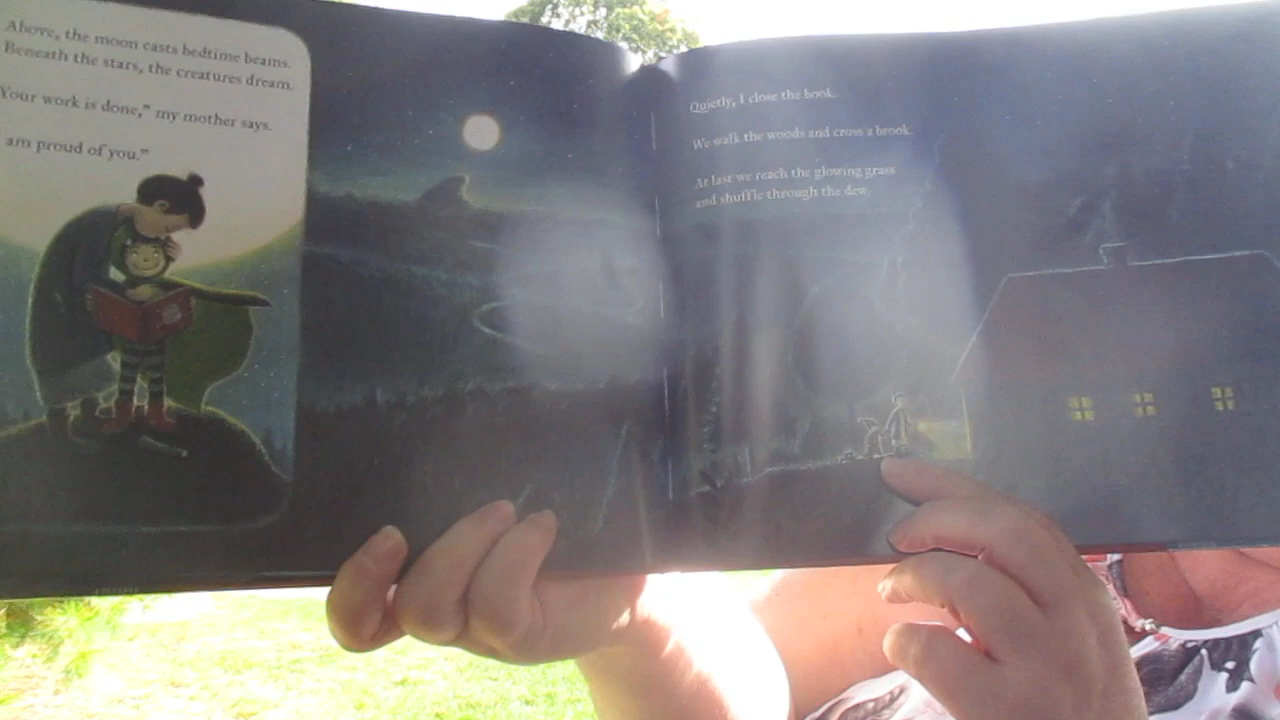 Above, the moon casts bedtime beams.
Beneath the stars, the creatures dream.
Your work is done," my mother says.
am proud of you."
Quietly, I close the book.
We walk the woods and cross a brook.
At last we reach the glowing grass
and shuffle through the dew.